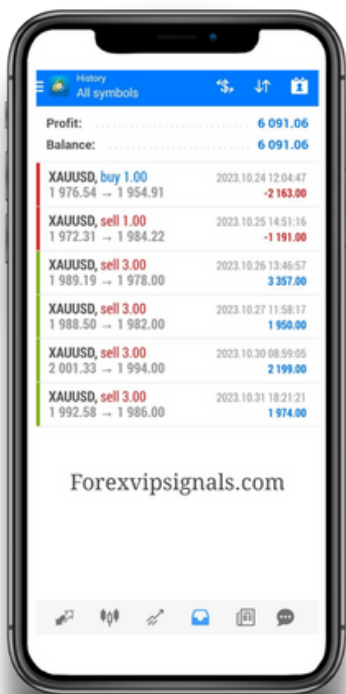 History
All symbols
Profit: 6 091.06
Balance: 6 091.06
XAUUSD, buy 1.00 2023.10.24 12:04:47
1 976.54 → 1 954.91 -2 163.00
XAUUSD, sell 1.00 2023.10.25 14:51:16
1 972.31 → 1 984.22 -1 191.00
XAUUSD, sell 3.00 2023.10.26 13:46:57
1 989.19 → 1 978.00 3 357.00
XAUUSD, sell 3.00 2023.10.27 11:58:17
1 988.50 → 1 982.00 1 950.00
XAUUSD, sell 3.00 2023.10.30 08:59:05
2 001.33 → 1 994.00 2 199.00
XAUUSD, sell 3.00 2023.10.31 18:21:21
1 992.58 → 1 986.00 1 974.00
Forexvipsignals.com